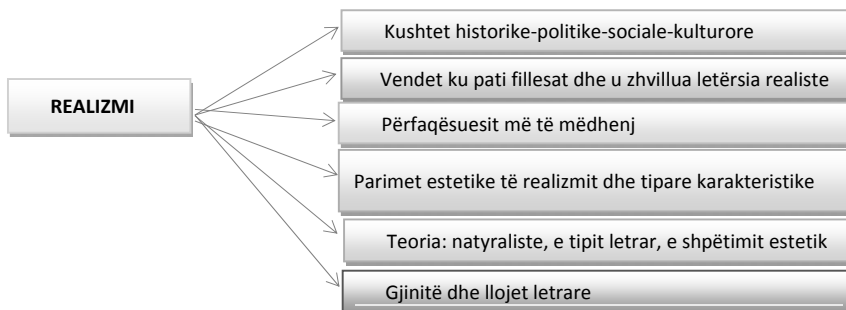 REALIZMI
Kushtet historike-politike-sociale-kulturore
Vendet ku pati fillesat dhe u zhvillua letërsia realiste
Përfaqësuesit më të mëdhenj
Parimet estetike të realizmit dhe tipare karakteristike
Teoria: natyraliste, e tipit letrar, e shpëtimit estetik
Gjinitë dhe llojet letrare